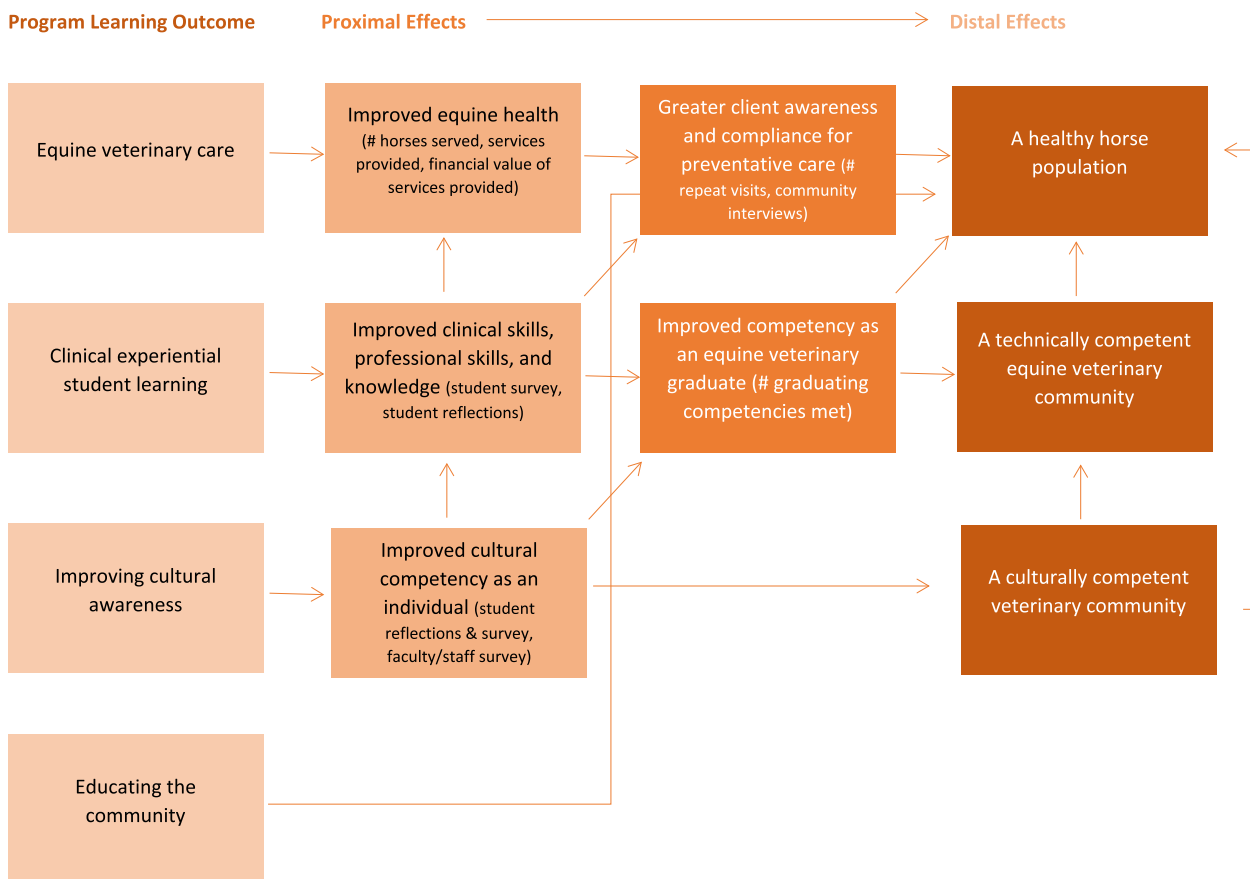 Program Learning Outcome
Proximal Effects
Distal Effects
Equine veterinary care
Improved equine health
(# horses served, services
provided, financial value of
services provided)
Greater client awareness
and compliance for
preventative care (#
repeat visits, community
interviews)
A healthy horse
population
Clinical experiential
student learning
Improved clinical skills,
professional skills, and
knowledge (student survey,
student reflections)
Improved competency as
an equine veterinary
graduate (# graduating
competencies met)
A technically competent
equine veterinary
community
Improving cultural
awareness
Improved cultural
competency as an
individual (student
reflections & survey,
faculty/staff survey)
A culturally competent
veterinary community
Educating the
community